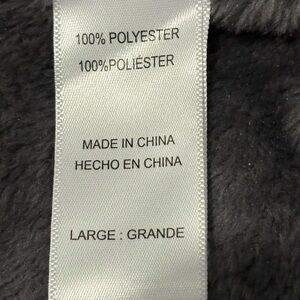 100% POLYESTER
100%POLIÉSTER
MADE IN CHINA
HECHO EN CHINA
LARGE : GRANDE